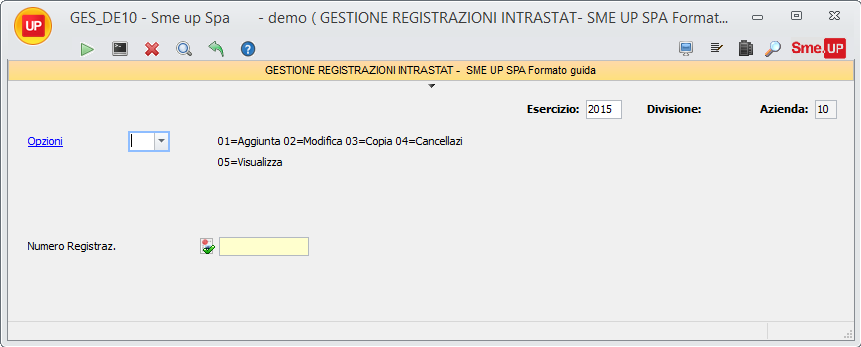 UP GES_DE10 - Sme up Spa - demo ( GESTIONE REGISTRAZIONI INTRASTAT- SME UP SPA Format...
Sme.UP
GESTIONE REGISTRAZIONI INTRASTAT - SME UP SPA Formato guida
Esercizio: 2015 Divisione: Azienda: 10
Opzioni 01=Aggiunta 02=Modifica 03=Copia 04=Cancellazi
05=Visualizza
Numero Registraz.